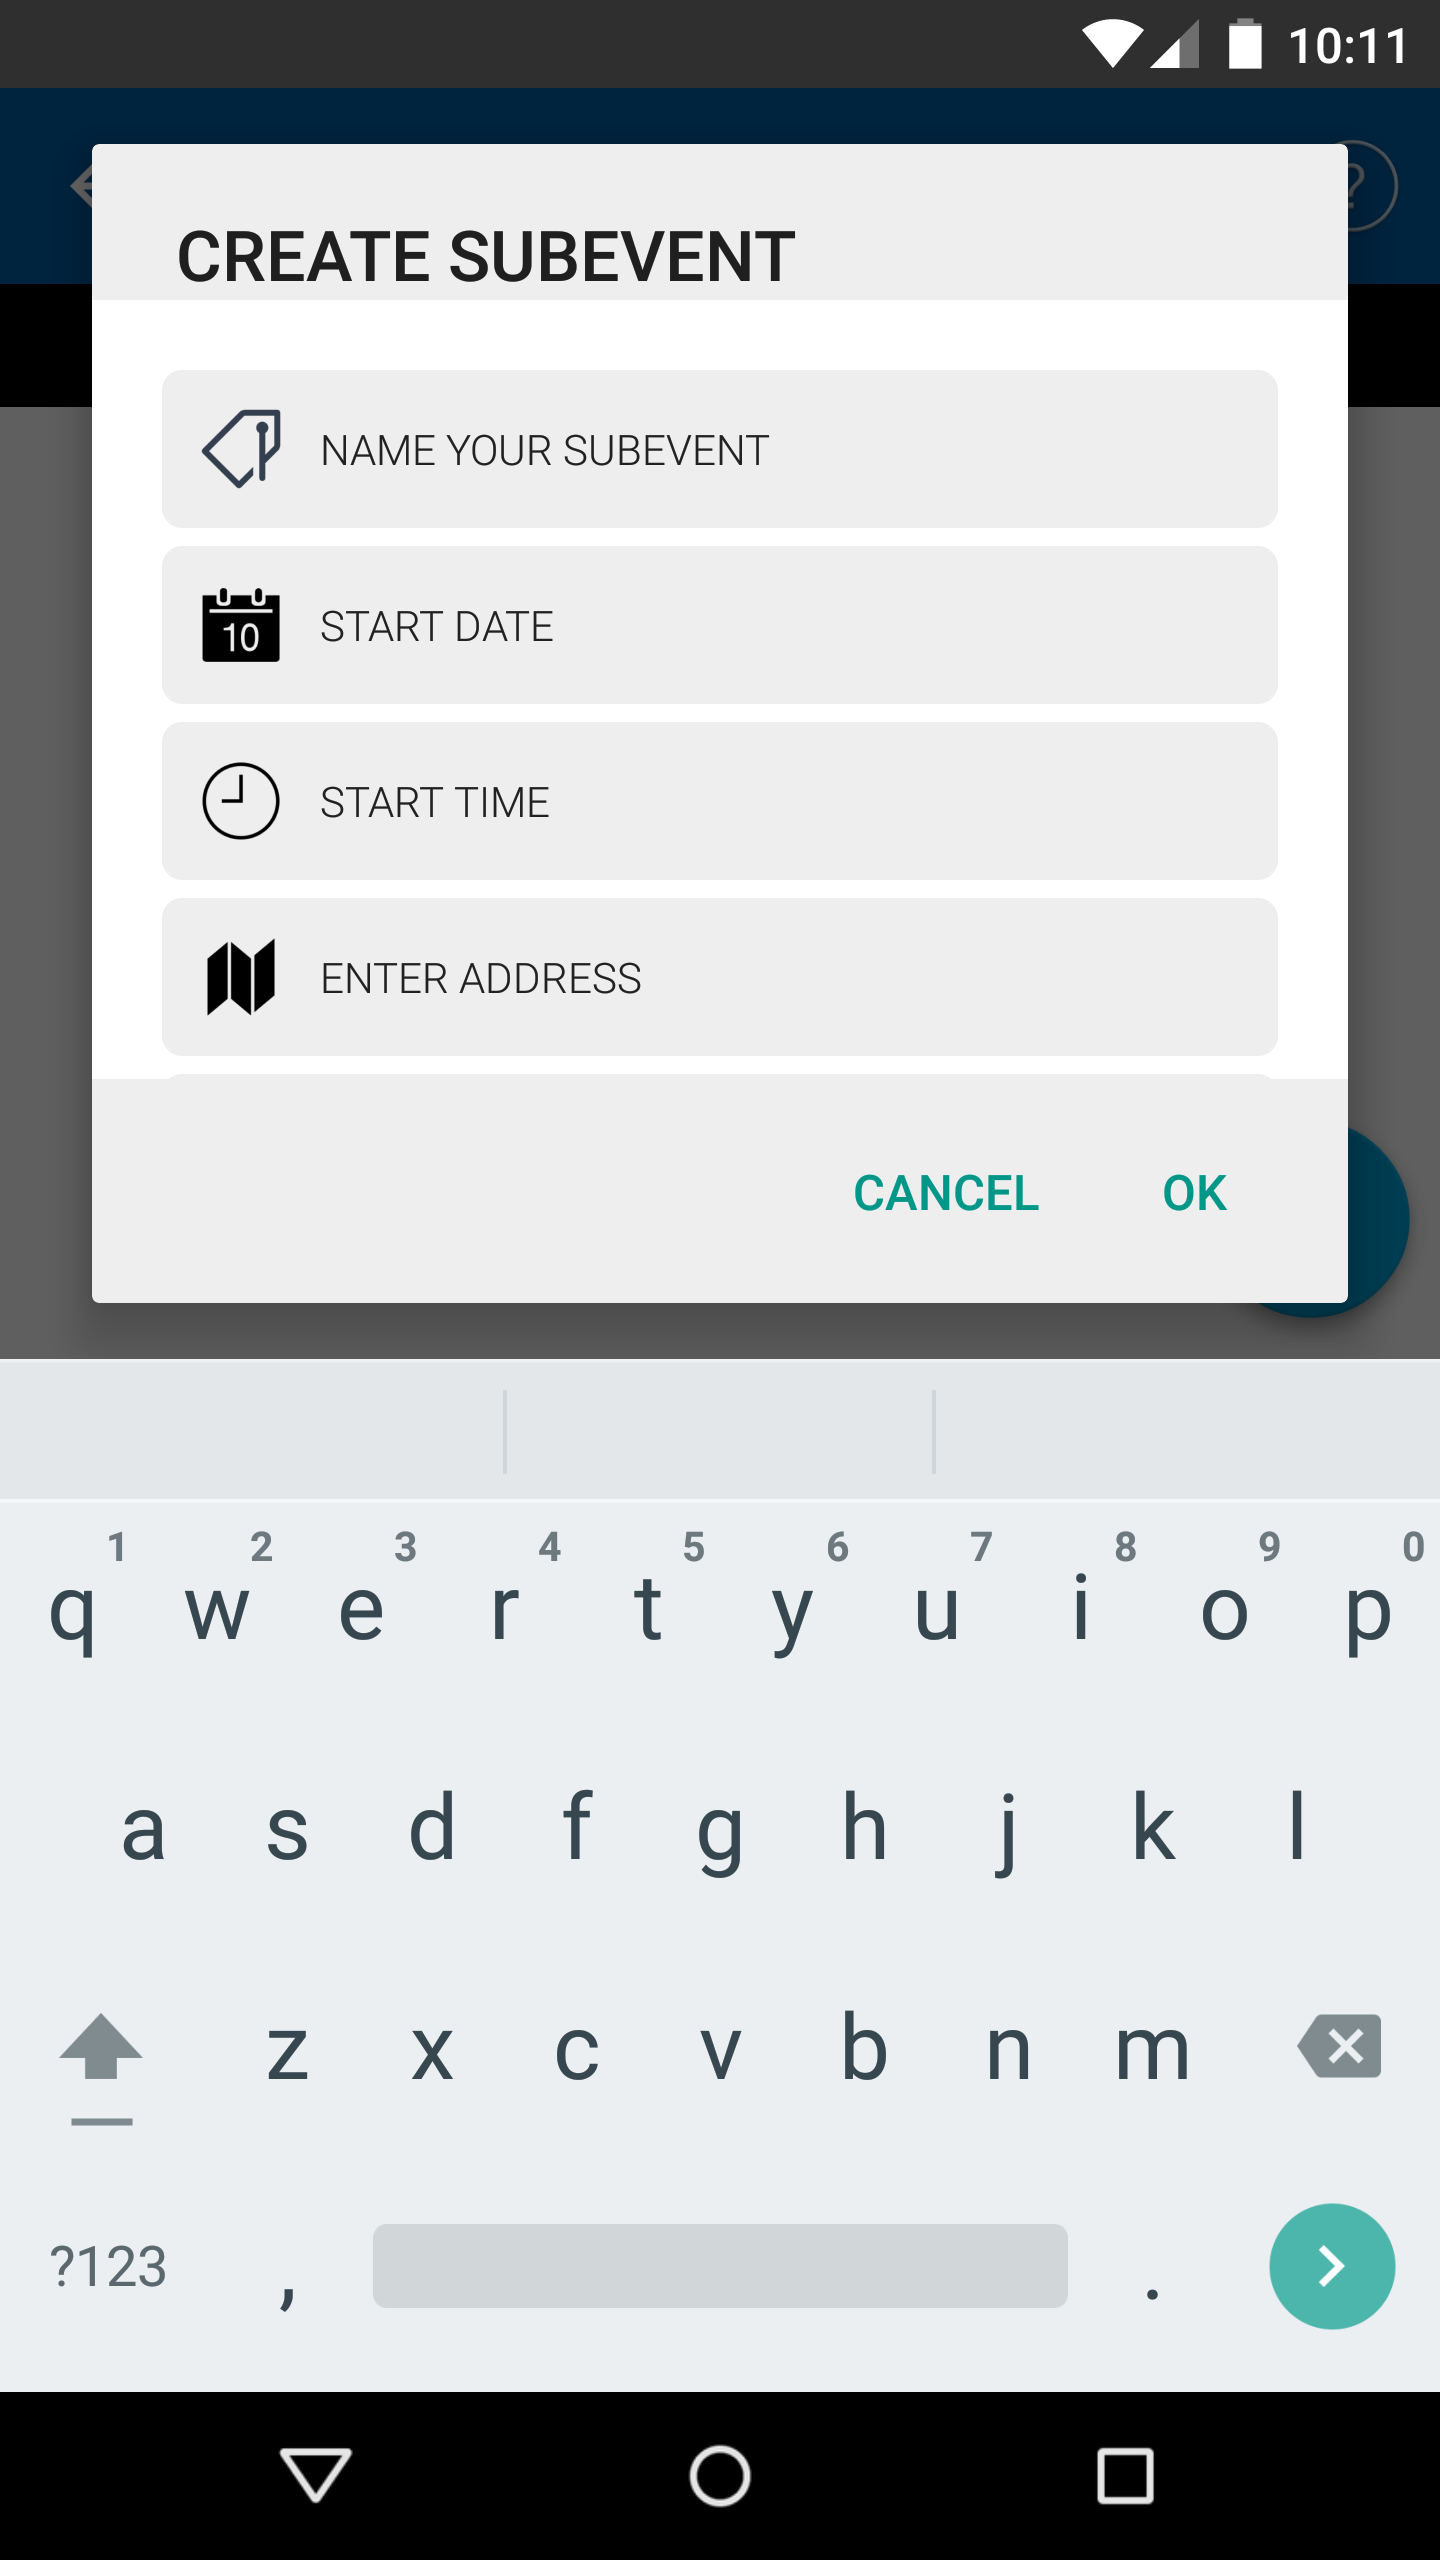 10:11
?
CREATE SUBEVENT
NAME YOUR SUBEVENT
10
START DATE
START TIME
ENTER ADDRESS
CANCEL OK
1 2 3 4 5 6 7 8 9 0
q w e r t y u i o p
a s d f g h j k l
z x c v b n m
?123 , .